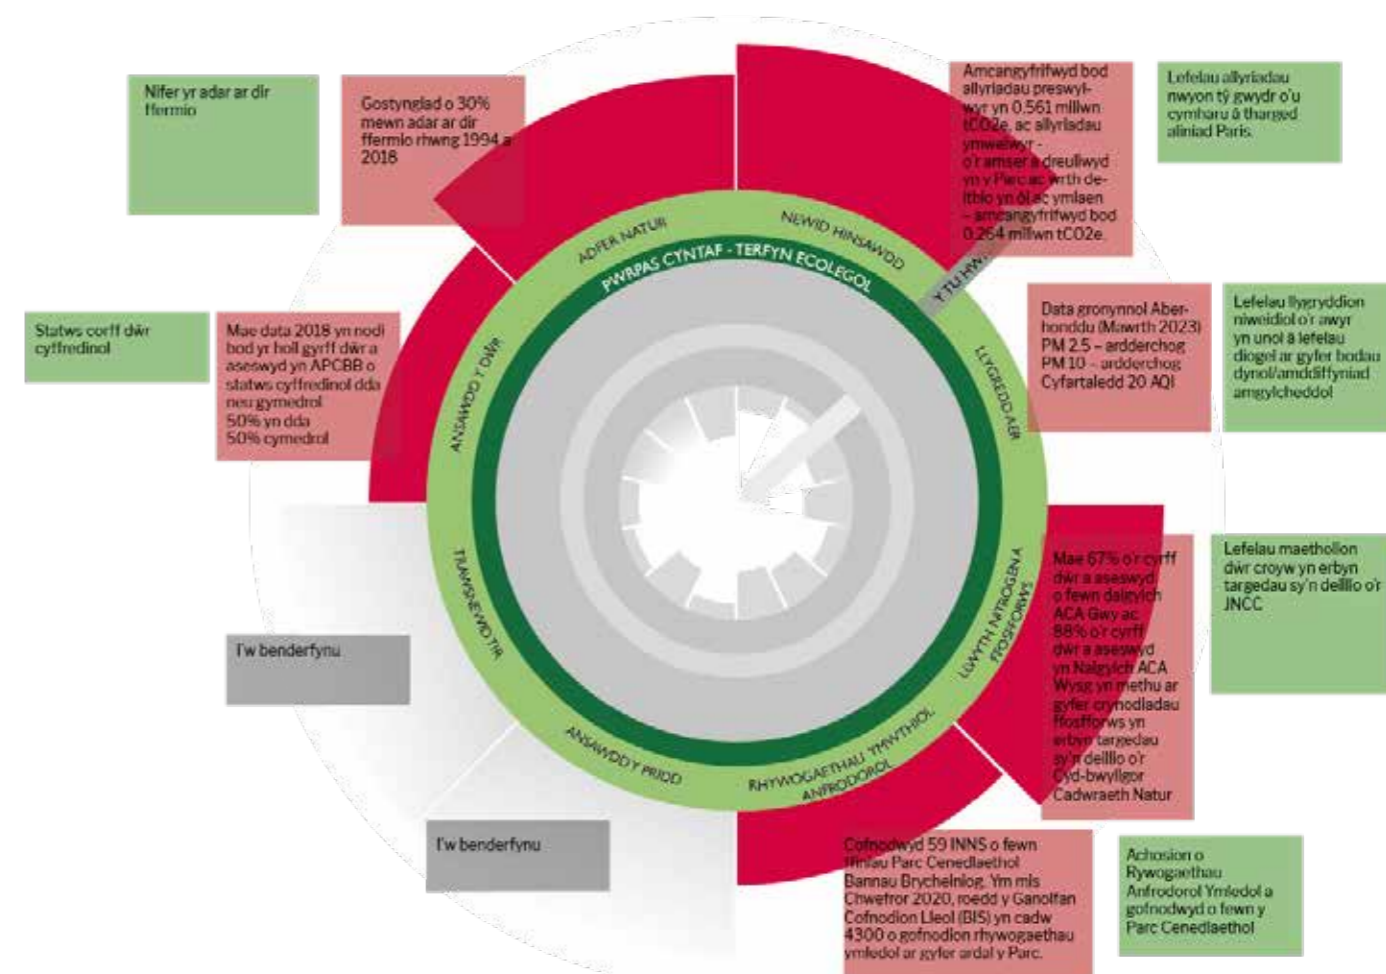 Nifer yr adar ar dir
ffermio
Gostyngiad o 30%
mewn adar ar dir
ffermio rhwng 1994 a
2018
Amcangyfrifwyd bod
allyriadau preswyl-
wyr yn 0.561 miliwn
tCO2e, ac allyriadau
ymwelwyr -
o'r amser a dreuliwyd
yn y Parc ac wrth de-
ithio yn ôl ac ymlaen
– amcangyfrifwyd bod
0.264 miliwn tCO2e.
Lefelau allyriadau
nwyon tŷ gwydr o'u
cymharu â tharged
aliniad Paris.
ADFER NATUR
NEWID HINSAWDD
PWRPAS CYNTAF - TERFYN ECOLEGOL
Y TU HWN
Statws corff dŵr
cyffredinol
Mae data 2018 yn nodi
bod yr holl gyrff dŵr a
aseswyd yn APCBB o
statws cyffredinol dda
neu gymedrol
50% yn dda
50% cymedrol
ANSAWDD Y DŴR
LLYGREDD AER
Data gronynnol Aber-
honddu (Mawrth 2023)
PM 2.5 – ardderchog
PM 10 – ardderchog
Cyfartaledd 20 AQI
Lefelau llygryddion
niweidiol o'r awyr
yn unol â lefelau
diogel ar gyfer bodau
dynol/amddiffyniad
amgylcheddol
TRAWSNEWID TIR
LLWYTH NITROGEN A
FFOSFFORWS
Mae 67% o'r cyrff
dŵr a aseswyd
o fewn dalgylch
ACA Gwy ac
88% o'r cyrff
dŵr a aseswyd
yn Nalgylch ACA
Wysg yn methu ar
gyfer crynodiadau
ffosfforws yn
erbyn targedau
sy'n deillio o'r
Cyd-bwyllgor
Cadwraeth Natur
Lefelau maethollon
dŵr croyw yn erbyn
targedau sy'n deillio o'r
JNCC
I'w benderfynu
ANSAWDD Y PRIDD
RHYWOGAETHAU YMWTHIOL
ANFRODOROL
I'w benderfynu
Cofnodwyd 59 INNS o fewn
ffiniau Parc Cenedlaethol
Bannau Brycheiniog. Ym mis
Chwefror 2020, roedd y Ganolfan
Cofnodion Lleol (BIS) yn cadw
4300 o gofnodion rhywogaethau
ymledol ar gyfer ardal y Parc.
Achosion o
Rywogaethau
Anfrodorol Ymledol a
gofnodwyd o fewn y
Parc Cenedlaethol